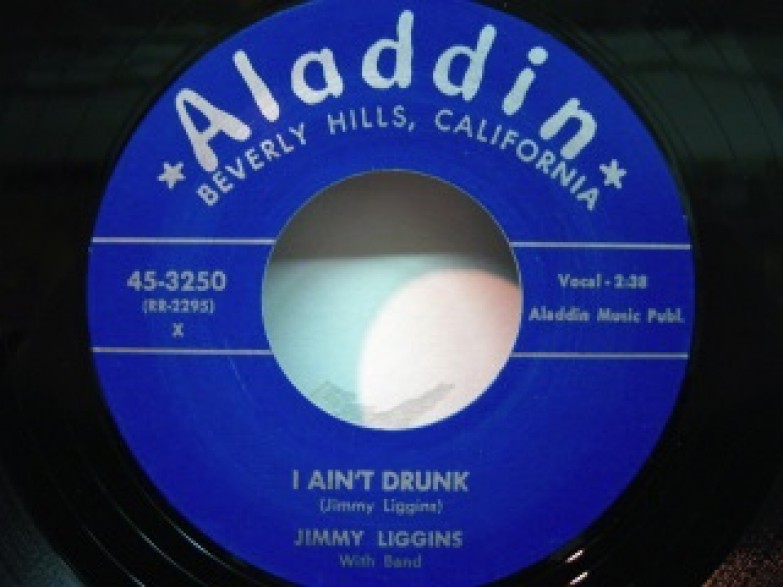 Aladdin
★ BEVERLY HILLS, CALIFORNIA ★
45-3250
(RR-2295)
X
Vocal - 2:38
Aladdin Music Publ.
I AIN'T DRUNK
(Jimmy Liggins)
JIMMY LIGGINS
With Band